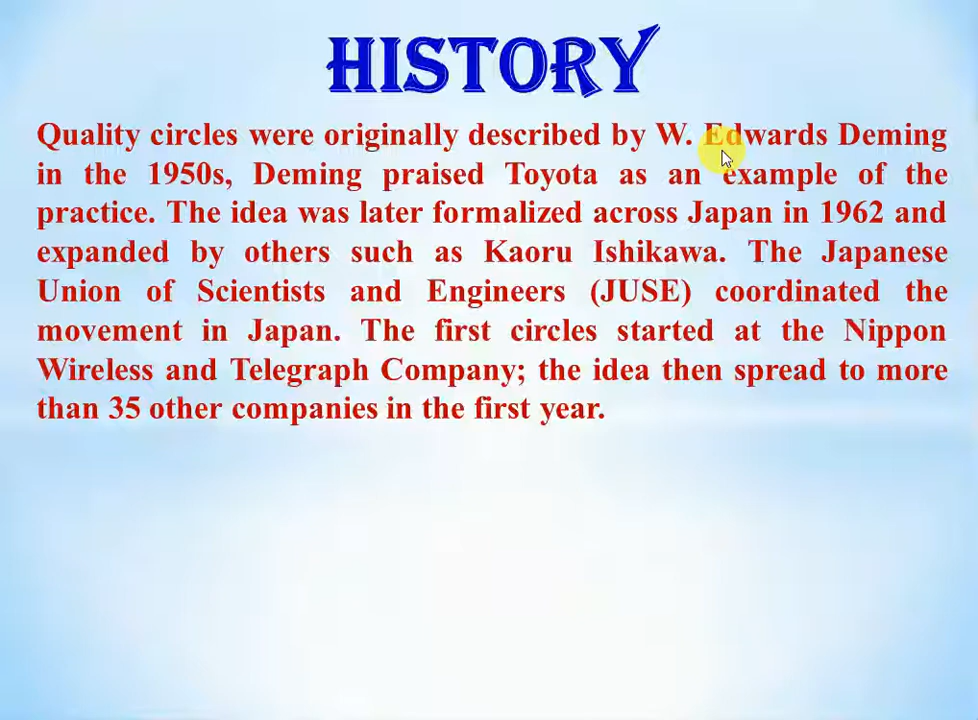 HISTORY
Quality circles were originally described by W. Edwards Deming
in the 1950s, Deming praised Toyota as an example of the
practice. The idea was later formalized across Japan in 1962 and
expanded by others such as Kaoru Ishikawa. The Japanese
Union of Scientists and Engineers (JUSE) coordinated the
movement in Japan. The first circles started at the Nippon
Wireless and Telegraph Company; the idea then spread to more
than 35 other companies in the first year.